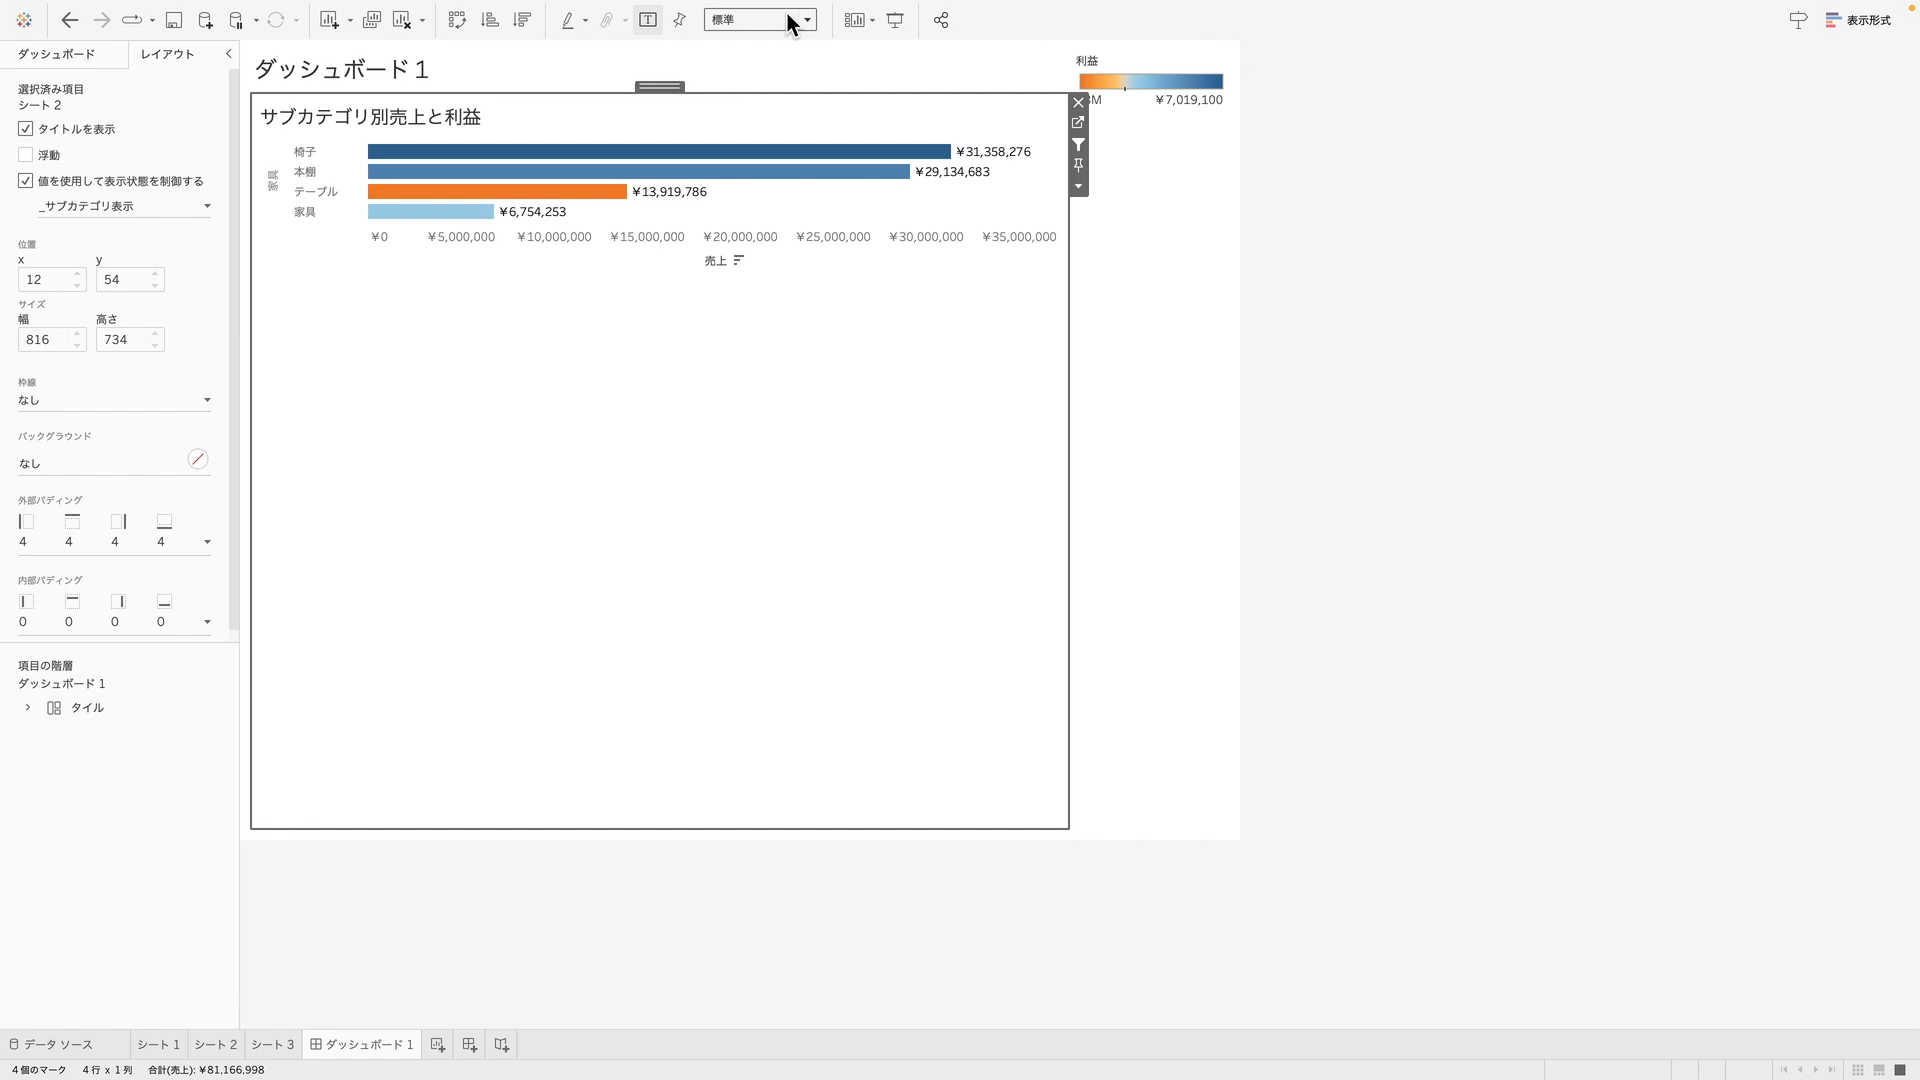 標準
表示形式
ダッシュボード
レイアウト
選択済み項目
シート 2
タイトルを表示
浮動
値を使用して表示状態を制御する
_サブカテゴリ表示
位置
x
y
12
54
サイズ
幅
高さ
816
734
枠線
なし
バックグラウンド
なし
外部パディング
4 4 4 4
内部パディング
0 0 0 0
項目の階層
ダッシュボード 1
タイル
ダッシュボード 1
利益
¥7,019,100
サブカテゴリ別売上と利益
家具
椅子 ¥31,358,276
本棚 ¥29,134,683
テーブル ¥13,919,786
家具 ¥6,754,253
¥0 ¥5,000,000 ¥10,000,000 ¥15,000,000 ¥20,000,000 ¥25,000,000 ¥30,000,000 ¥35,000,000
売上
データ ソース シート 1 シート 2 シート 3 ダッシュボード 1
4 個のマーク 4 行 x 1 列 合計(売上): ¥81,166,998